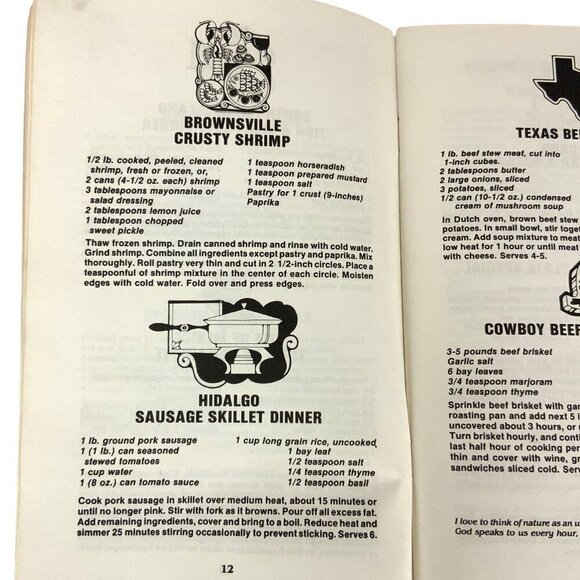 BROWNSVILLE
CRUSTY SHRIMP
1/2 lb. cooked, peeled, cleaned
shrimp, fresh or frozen, or,
2 cans (4-1/2 oz. each) shrimp
3 tablespoons mayonnaise or
salad dressing
2 tablespoons lemon juice
1 tablespoon chopped
sweet pickle
1 teaspoon horseradish
1 teaspoon prepared mustard
1 teaspoon salt
Pastry for 1 crust (9-inches)
Paprika
Thaw frozen shrimp. Drain canned shrimp and rinse with cold water.
Grind shrimp. Combine all ingredients except pastry and paprika. Mix
thoroughly. Roll pastry very thin and cut in 2 1/2-inch circles. Place a
teaspoonful of shrimp mixture in the center of each circle. Moisten
edges with cold water. Fold over and press edges.
HIDALGO
SAUSAGE SKILLET DINNER
1 lb. ground pork sausage
1 (1 lb.) can seasoned
stewed tomatoes
1 cup water
1 (8 oz.) can tomato sauce
1 cup long grain rice, uncooked
1 bay leaf
1/2 teaspoon salt
1/4 teaspoon thyme
1/2 teaspoon basil
Cook pork sausage in skillet over medium heat, about 15 minutes or
until no longer pink. Stir with fork as it browns. Pour off all excess fat.
Add remaining ingredients, cover and bring to a boil. Reduce heat and
simmer 25 minutes stirring occasionally to prevent sticking. Serves 6.
12
TEXAS BE
1 lb. beef stew meat, cut into
1-inch cubes.
2 tablespoons butter
2 large onions, sliced
3 potatoes, sliced
1/2 can (10-1/2 oz.) condensed
cream of mushroom soup
In Dutch oven, brown beef stew
potatoes. In small bowl, stir toget
cream. Add soup mixture to meat
low heat for 1 hour or until meat
with cheese. Serves 4-5.
COWBOY BEEF
3-5 pounds beef brisket
Garlic salt
6 bay leaves
3/4 teaspoon marjoram
3/4 teaspoon thyme
Sprinkle beef brisket with gar
roasting pan and add next 5 i
uncovered about 3 hours, or u
Turn brisket hourly, and conti
last half hour of cooking per
thin and cover with wine, gr
sandwiches sliced cold. Serv
I love to think of nature as an u
God speaks to us every hour,